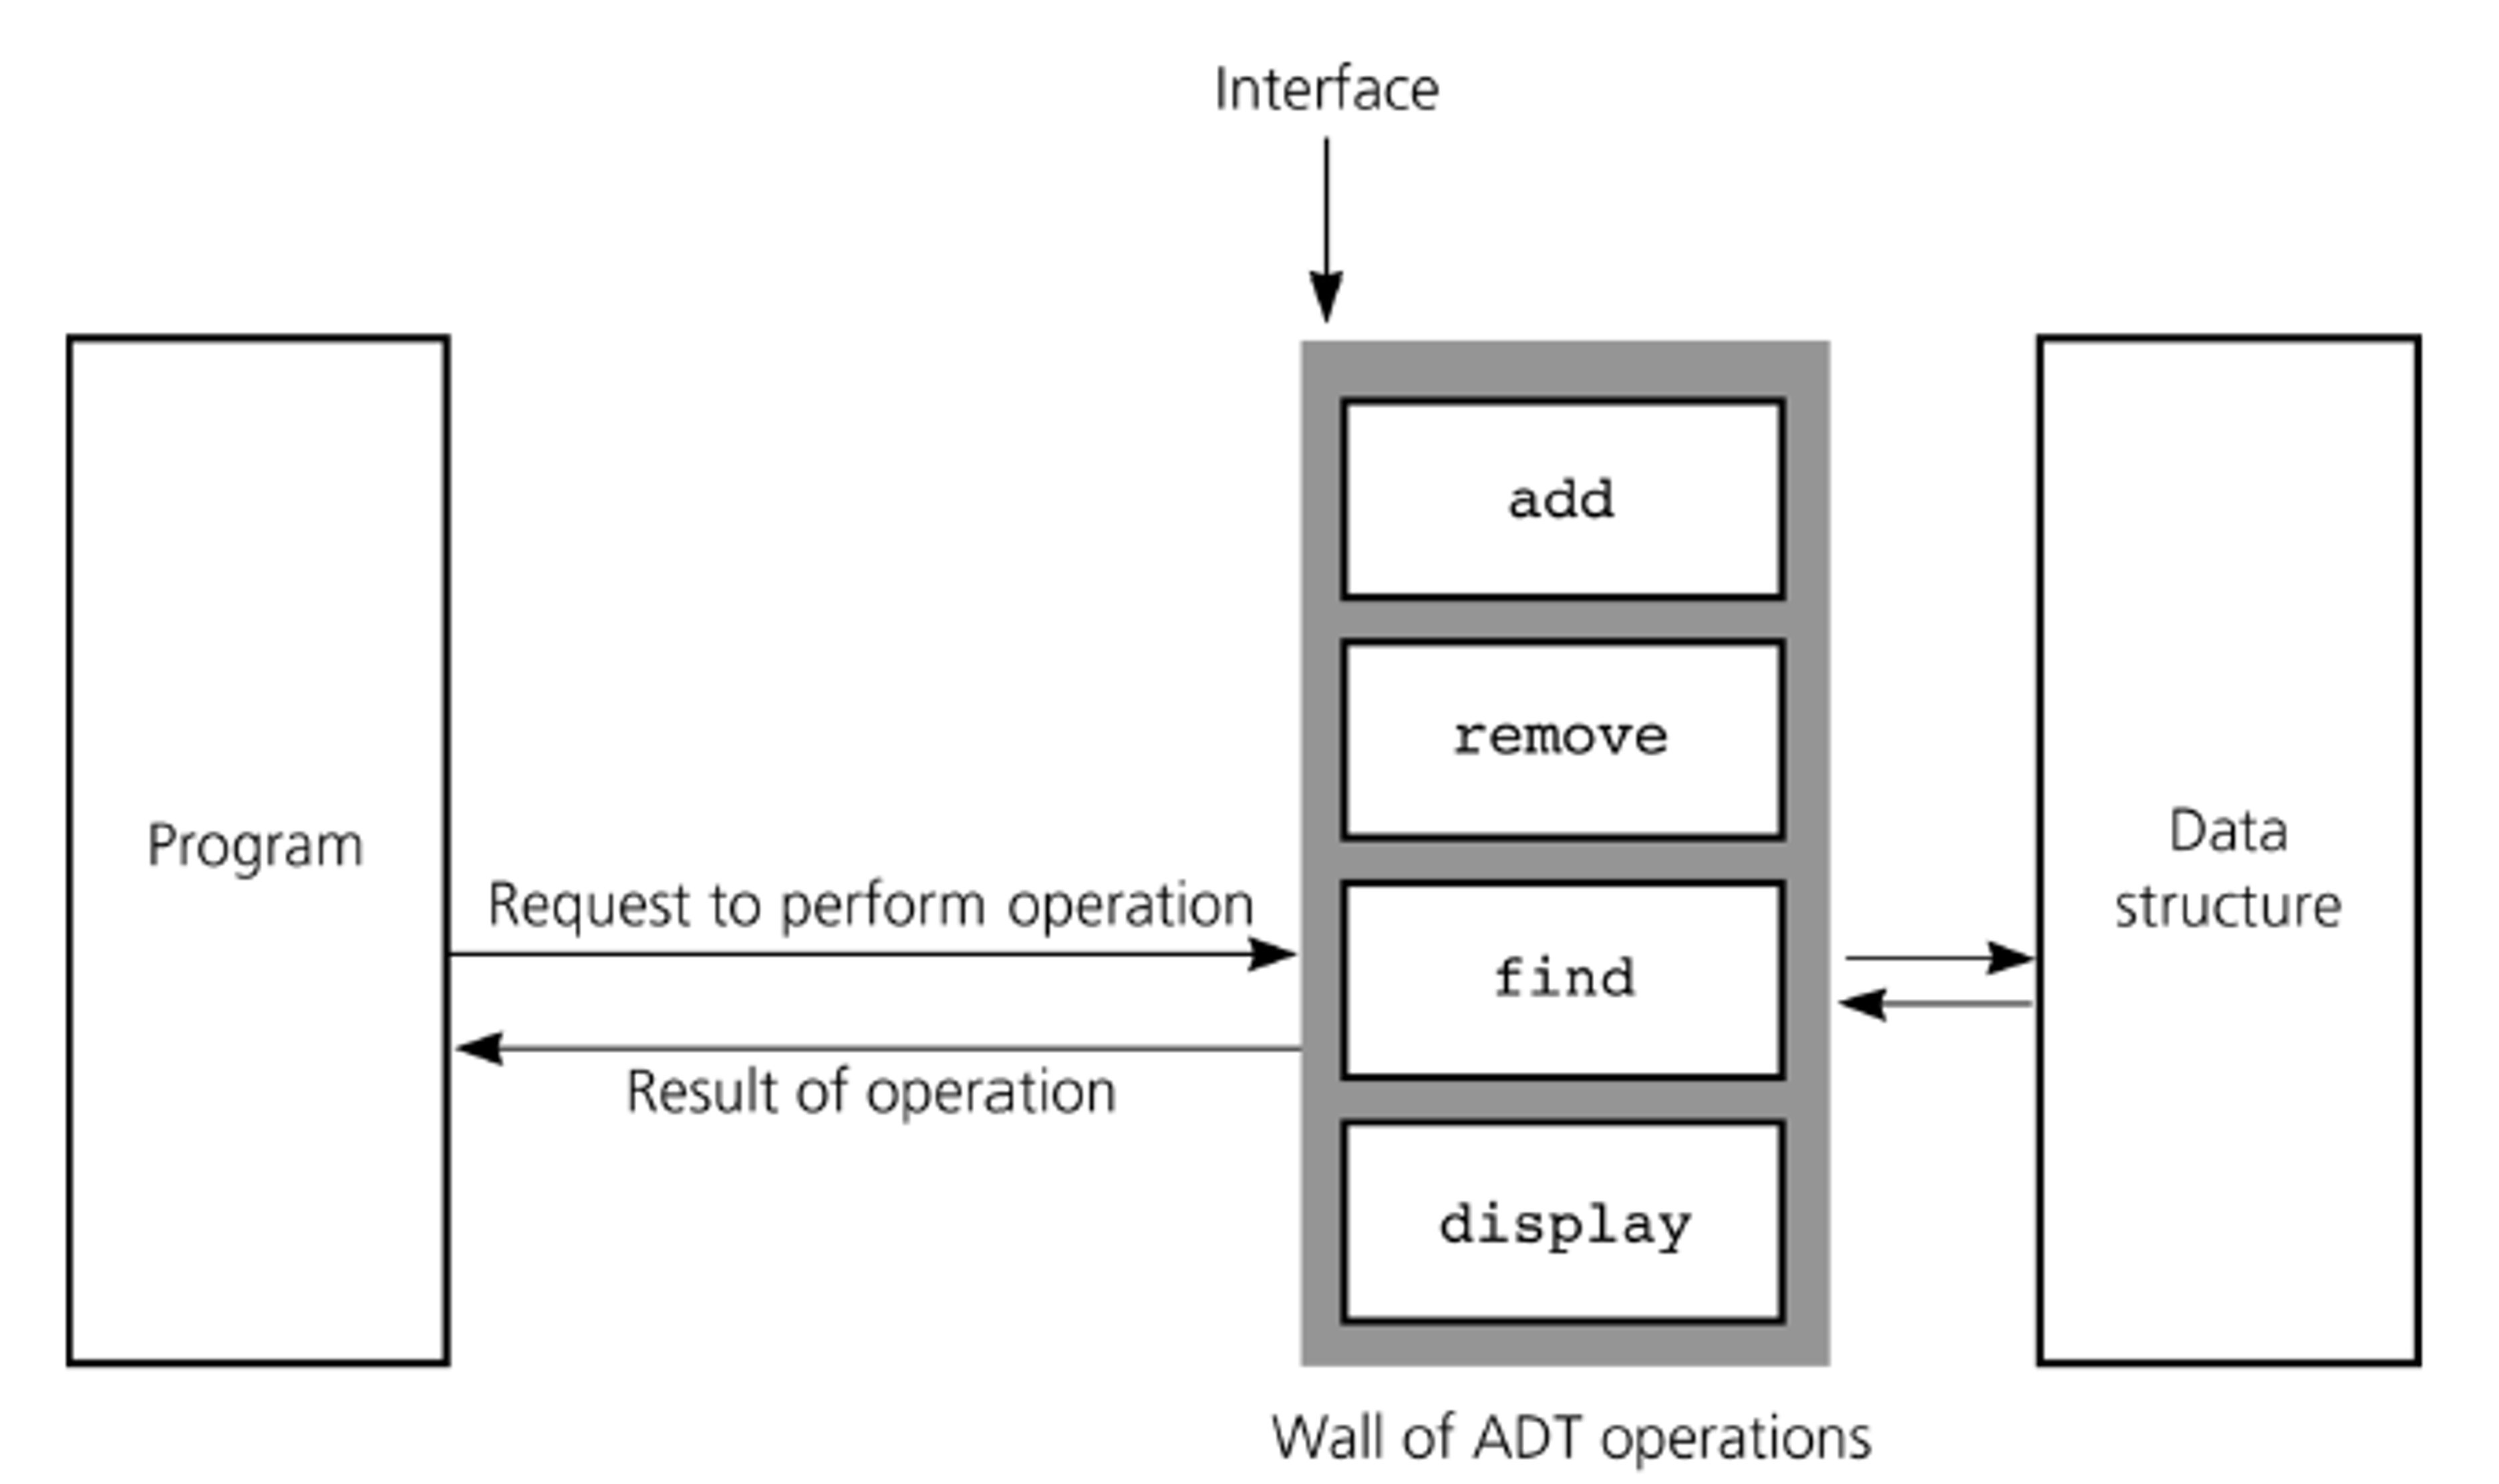 Interface
add
remove
Program
Data
structure
Request to perform operation
find
Result of operation
display
Wall of ADT operations